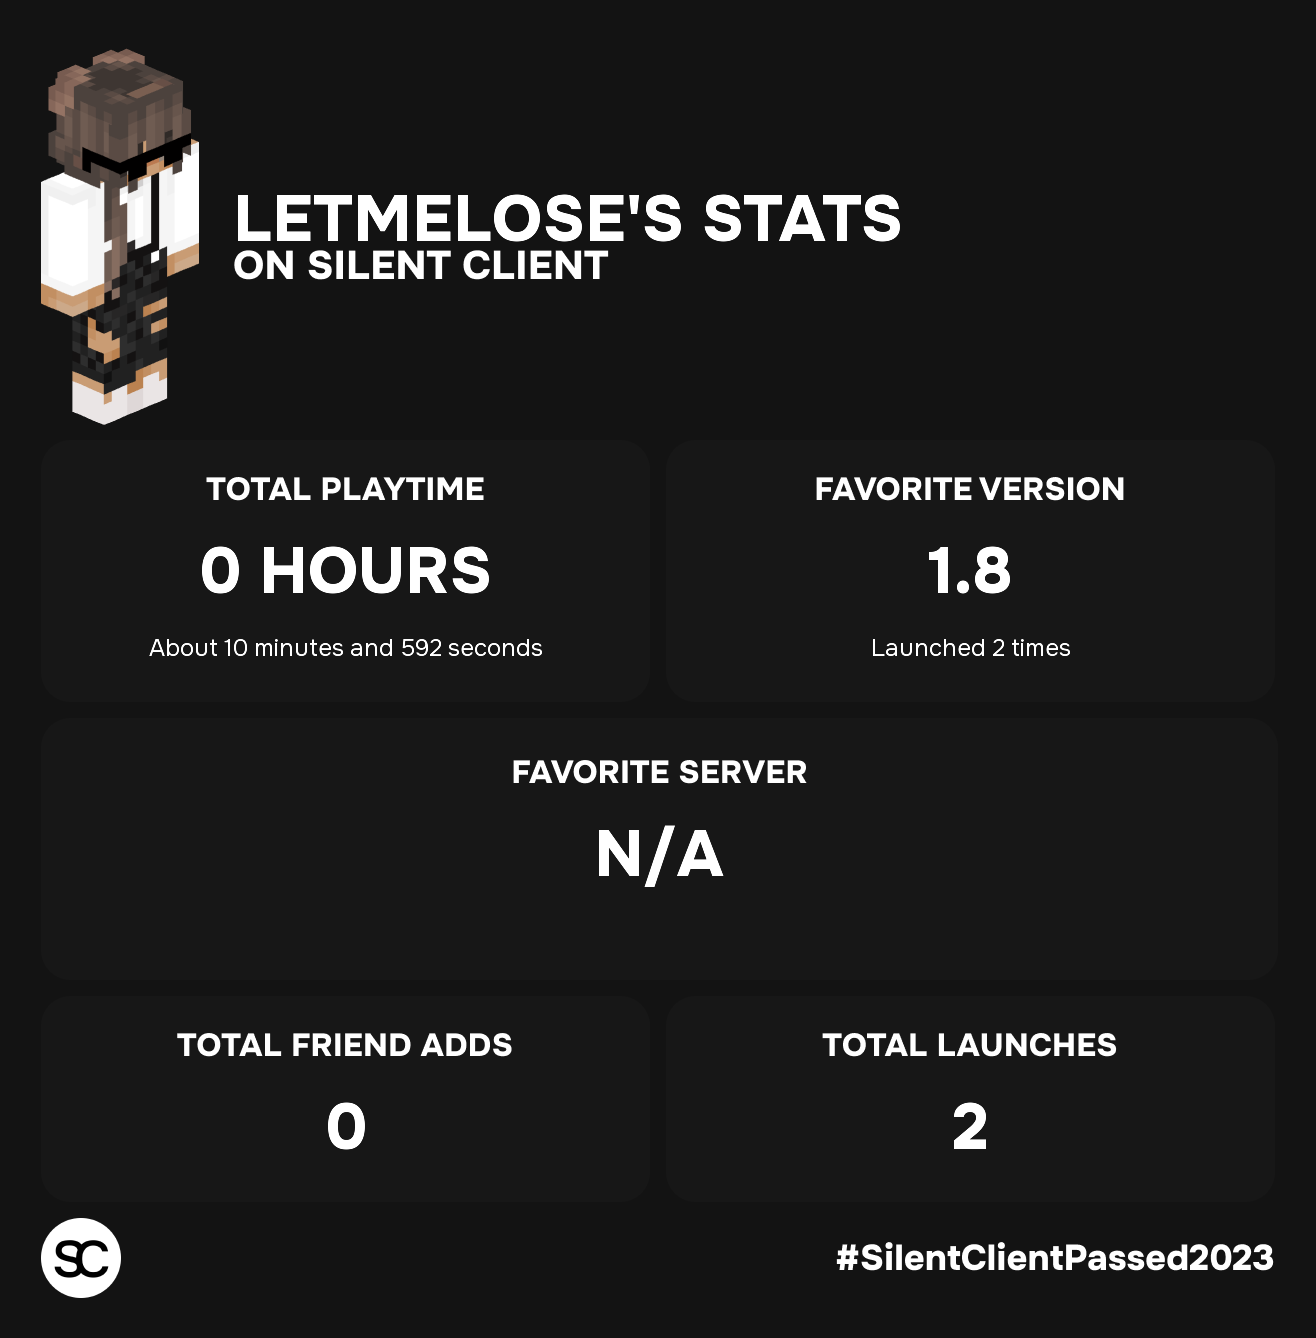 LETMELOSE'S STATS
ON SILENT CLIENT
TOTAL PLAYTIME
0 HOURS
About 10 minutes and 592 seconds
FAVORITE VERSION
1.8
Launched 2 times
FAVORITE SERVER
N/A
TOTAL FRIEND ADDS
0
TOTAL LAUNCHES
2
SC
#SilentClientPassed2023